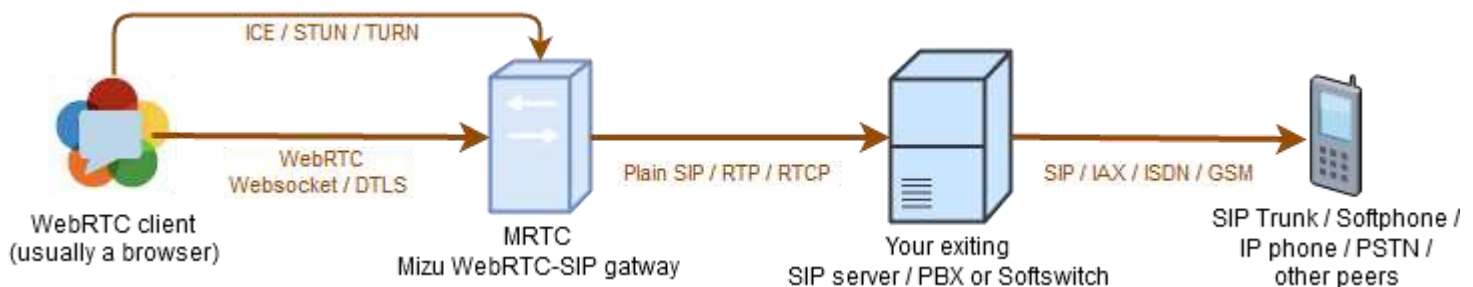 ICE / STUN / TURN
WebRTC
Websocket / DTLS
Plain SIP / RTP / RTCP
SIP / IAX / ISDN / GSM
WebRTC client
(usually a browser)
MRTC
Mizu WebRTC-SIP gatway
Your exiting
SIP server / PBX or Softswitch
SIP Trunk / Softphone /
IP phone / PSTN /
other peers